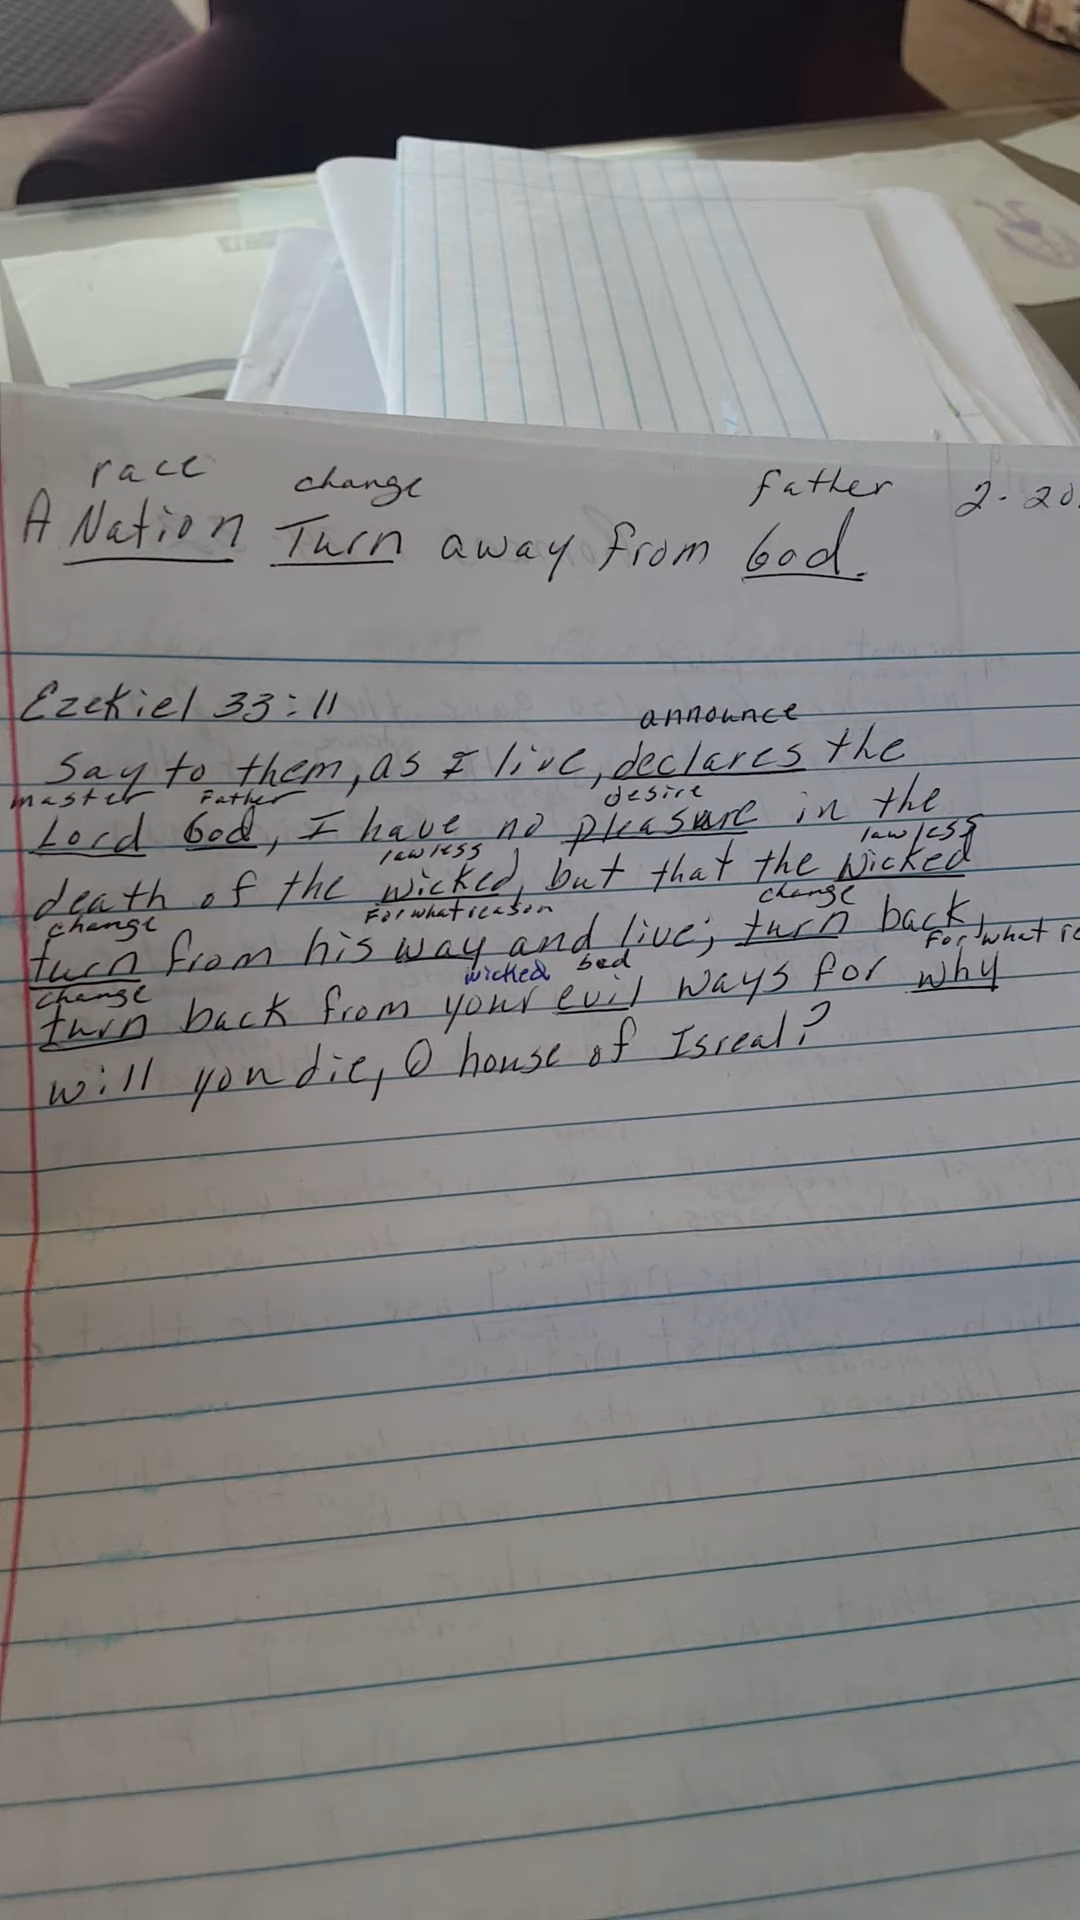 race change father 2-20
A Nation Turn away from God.
Ezekiel 33:11
announce
Say to them, as I live, declares the
master Father desire
Lord God, I have no pleasure in the
lawless lawless
death of the wicked, but that the wicked
change For what reason change
turn from his way and live; turn back,
change wicked bad For what re
turn back from your evil ways for why
will you die, O house of Isreal?